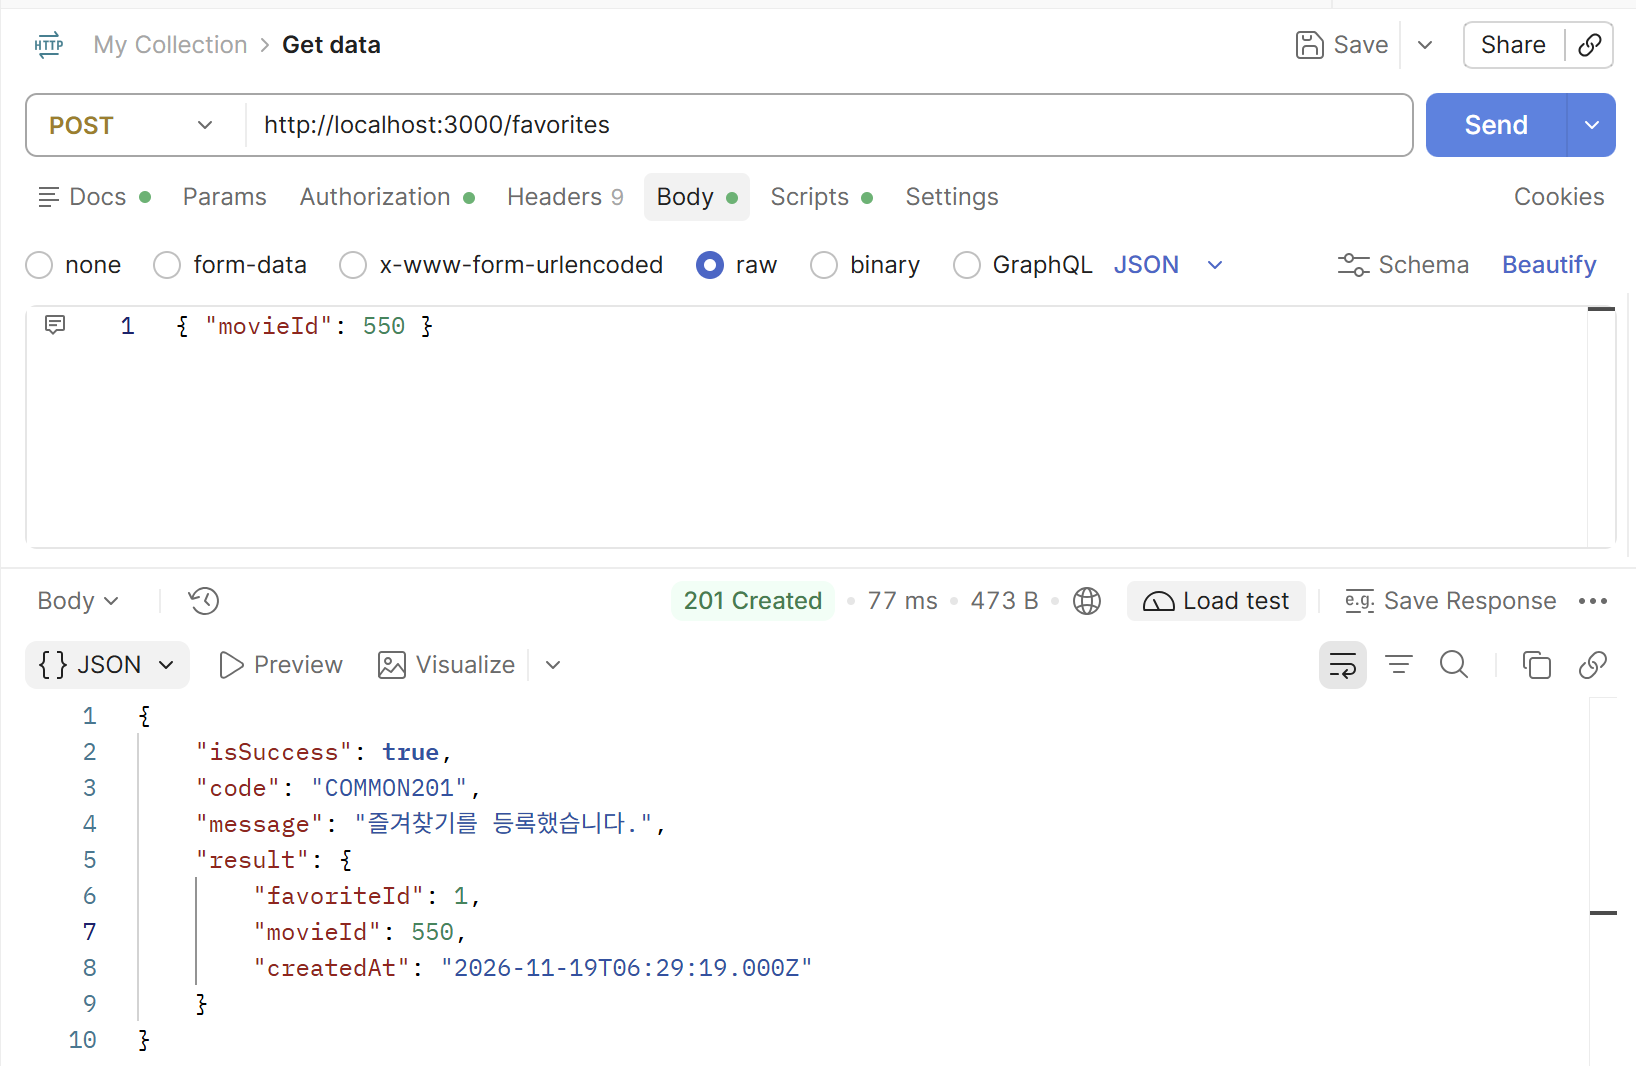 HTTP My Collection > Get data Save Share
POST http://localhost:3000/favorites Send
Docs Params Authorization Headers 9 Body Scripts Settings Cookies
none form-data x-www-form-urlencoded raw binary GraphQL JSON Schema Beautify
1 { "movieId": 550 }
Body 201 Created • 77 ms • 473 B • Load test e.g. Save Response
{} JSON Preview Visualize
1 {
2 "isSuccess": true,
3 "code": "COMMON201",
4 "message": "즐겨찾기를 등록했습니다.",
5 "result": {
6 "favoriteId": 1,
7 "movieId": 550,
8 "createdAt": "2026-11-19T06:29:19.000Z"
9 }
10 }